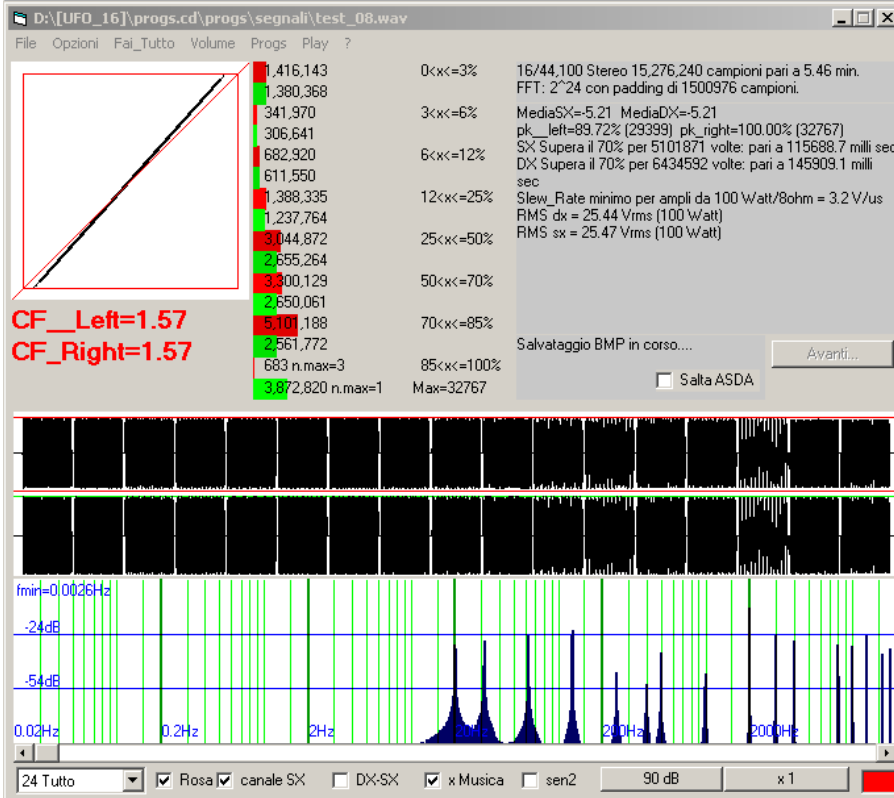 D:\[UFO_16]\progs.cd\progs\segnali\test_08.wav
File Opzioni Fai_Tutto Volume Progs Play ?
1,416,143 0<x<=3%
1,380,368
341,970 3<x<=6%
306,641
682,920 6<x<=12%
611,550
1,388,335 12<x<=25%
1,237,764
3,044,872 25<x<=50%
2,655,264
3,300,129 50<x<=70%
2,650,061
5,101,188 70<x<=85%
2,561,772
683 n.max=3 85<x<=100%
3,872,820 n.max=1 Max=32767
CF__Left=1.57
CF_Right=1.57
16/44,100 Stereo 15,276,240 campioni pari a 5.46 min.
FFT: 2^24 con padding di 1500976 campioni.
MediaSX=-5.21 MediaDX=-5.21
pk__left=89.72% (29399) pk_right=100.00% (32767)
SX Supera il 70% per 5101871 volte: pari a 115688.7 milli sec
DX Supera il 70% per 6434592 volte: pari a 145909.1 milli
sec
Slew_Rate minimo per ampli da 100 Watt/8ohm = 3.2 V/us
RMS dx = 25.44 Vrms (100 Watt)
RMS sx = 25.47 Vrms (100 Watt)
Salvataggio BMP in corso....
Avanti...
Salta ASDA
fmin=0.0026Hz
-24dB
-54dB
0.02Hz 0.2Hz 2Hz 20Hz 200Hz 2000Hz
24 Tutto Rosa canale SX DX-SX x Musica sen2 90 dB x 1